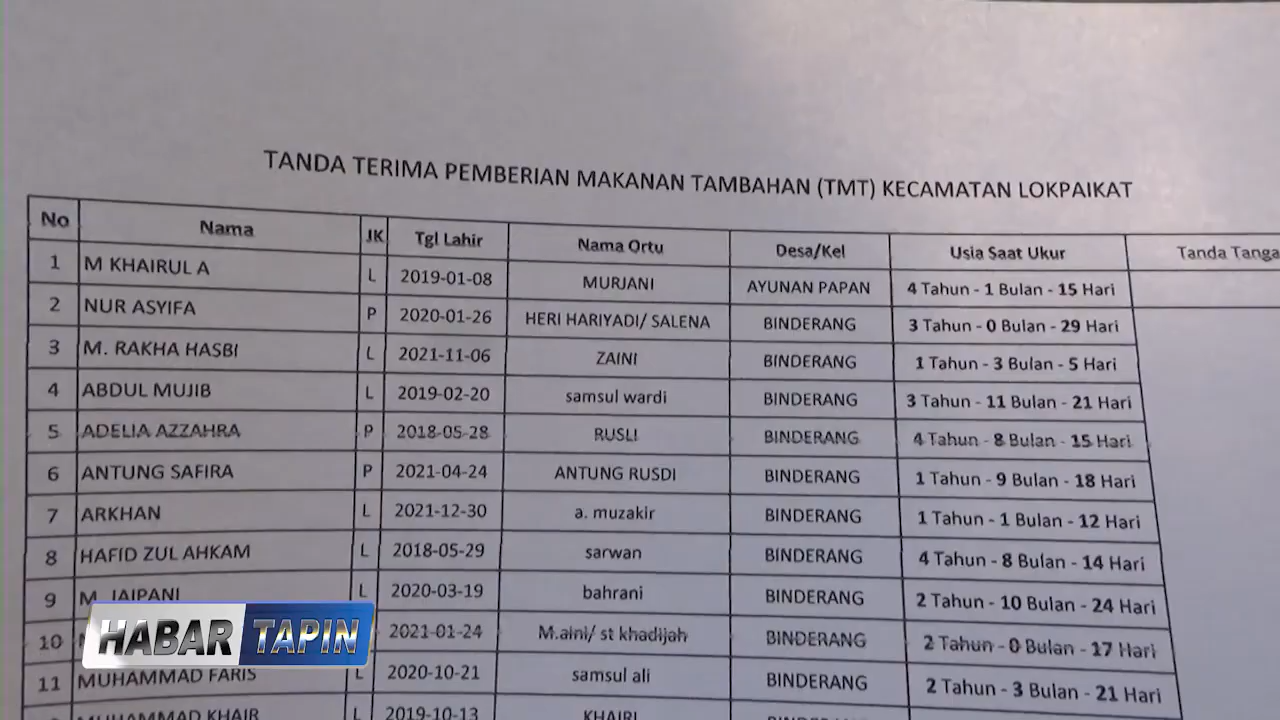 TANDA TERIMA PEMBERIAN MAKANAN TAMBAHAN (TMT) KECAMATAN LOKPAIKAT
No Nama JK Tgl Lahir Nama Ortu Desa/Kel Usia Saat Ukur Tanda Tanga
1 M KHAIRUL A L 2019-01-08 MURJANI AYUNAN PAPAN 4 Tahun - 1 Bulan - 15 Hari
2 NUR ASYIFA P 2020-01-26 HERI HARIYADI/ SALENA BINDERANG 3 Tahun - 0 Bulan - 29 Hari
3 M. RAKHA HASBI L 2021-11-06 ZAINI BINDERANG 1 Tahun - 3 Bulan - 5 Hari
4 ABDUL MUJIB L 2019-02-20 samsul wardi BINDERANG 3 Tahun - 11 Bulan - 21 Hari
5 ADELIA AZZAHRA P 2018-05-28 RUSLI BINDERANG 4 Tahun - 8 Bulan - 15 Hari
6 ANTUNG SAFIRA P 2021-04-24 ANTUNG RUSDI BINDERANG 1 Tahun - 9 Bulan - 18 Hari
7 ARKHAN L 2021-12-30 a. muzakir BINDERANG 1 Tahun - 1 Bulan - 12 Hari
8 HAFID ZUL AHKAM L 2018-05-29 sarwan BINDERANG 4 Tahun - 8 Bulan - 14 Hari
9 M. JAIPANI L 2020-03-19 bahrani BINDERANG 2 Tahun - 10 Bulan - 24 Hari
10 2021-01-24 M.aini/ st khadijah BINDERANG 2 Tahun - 0 Bulan - 17 Hari
11 MUHAMMAD FARIS L 2020-10-21 samsul ali BINDERANG 2 Tahun - 3 Bulan - 21 Hari
MUHAMMAD KHAIR L 2019-10-13 KHAIRI
HABAR TAPIN